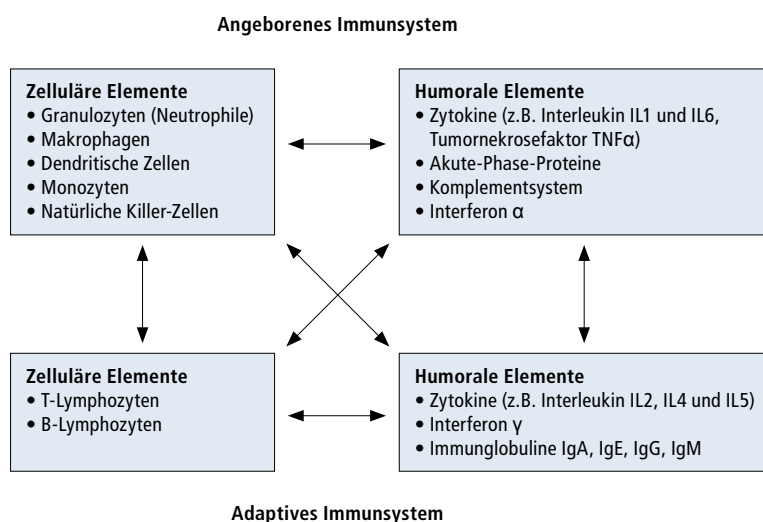 Angeborenes Immunsystem
Zelluläre Elemente
• Granulozyten (Neutrophile)
• Makrophagen
• Dendritische Zellen
• Monozyten
• Natürliche Killer-Zellen
Humorale Elemente
• Zytokine (z.B. Interleukin IL1 und IL6,
Tumornekrosefaktor TNFα)
• Akute-Phase-Proteine
• Komplementsystem
• Interferon α
Zelluläre Elemente
• T-Lymphozyten
• B-Lymphozyten
Humorale Elemente
• Zytokine (z.B. Interleukin IL2, IL4 und IL5)
• Interferon γ
• Immunglobuline IgA, IgE, IgG, IgM
Adaptives Immunsystem